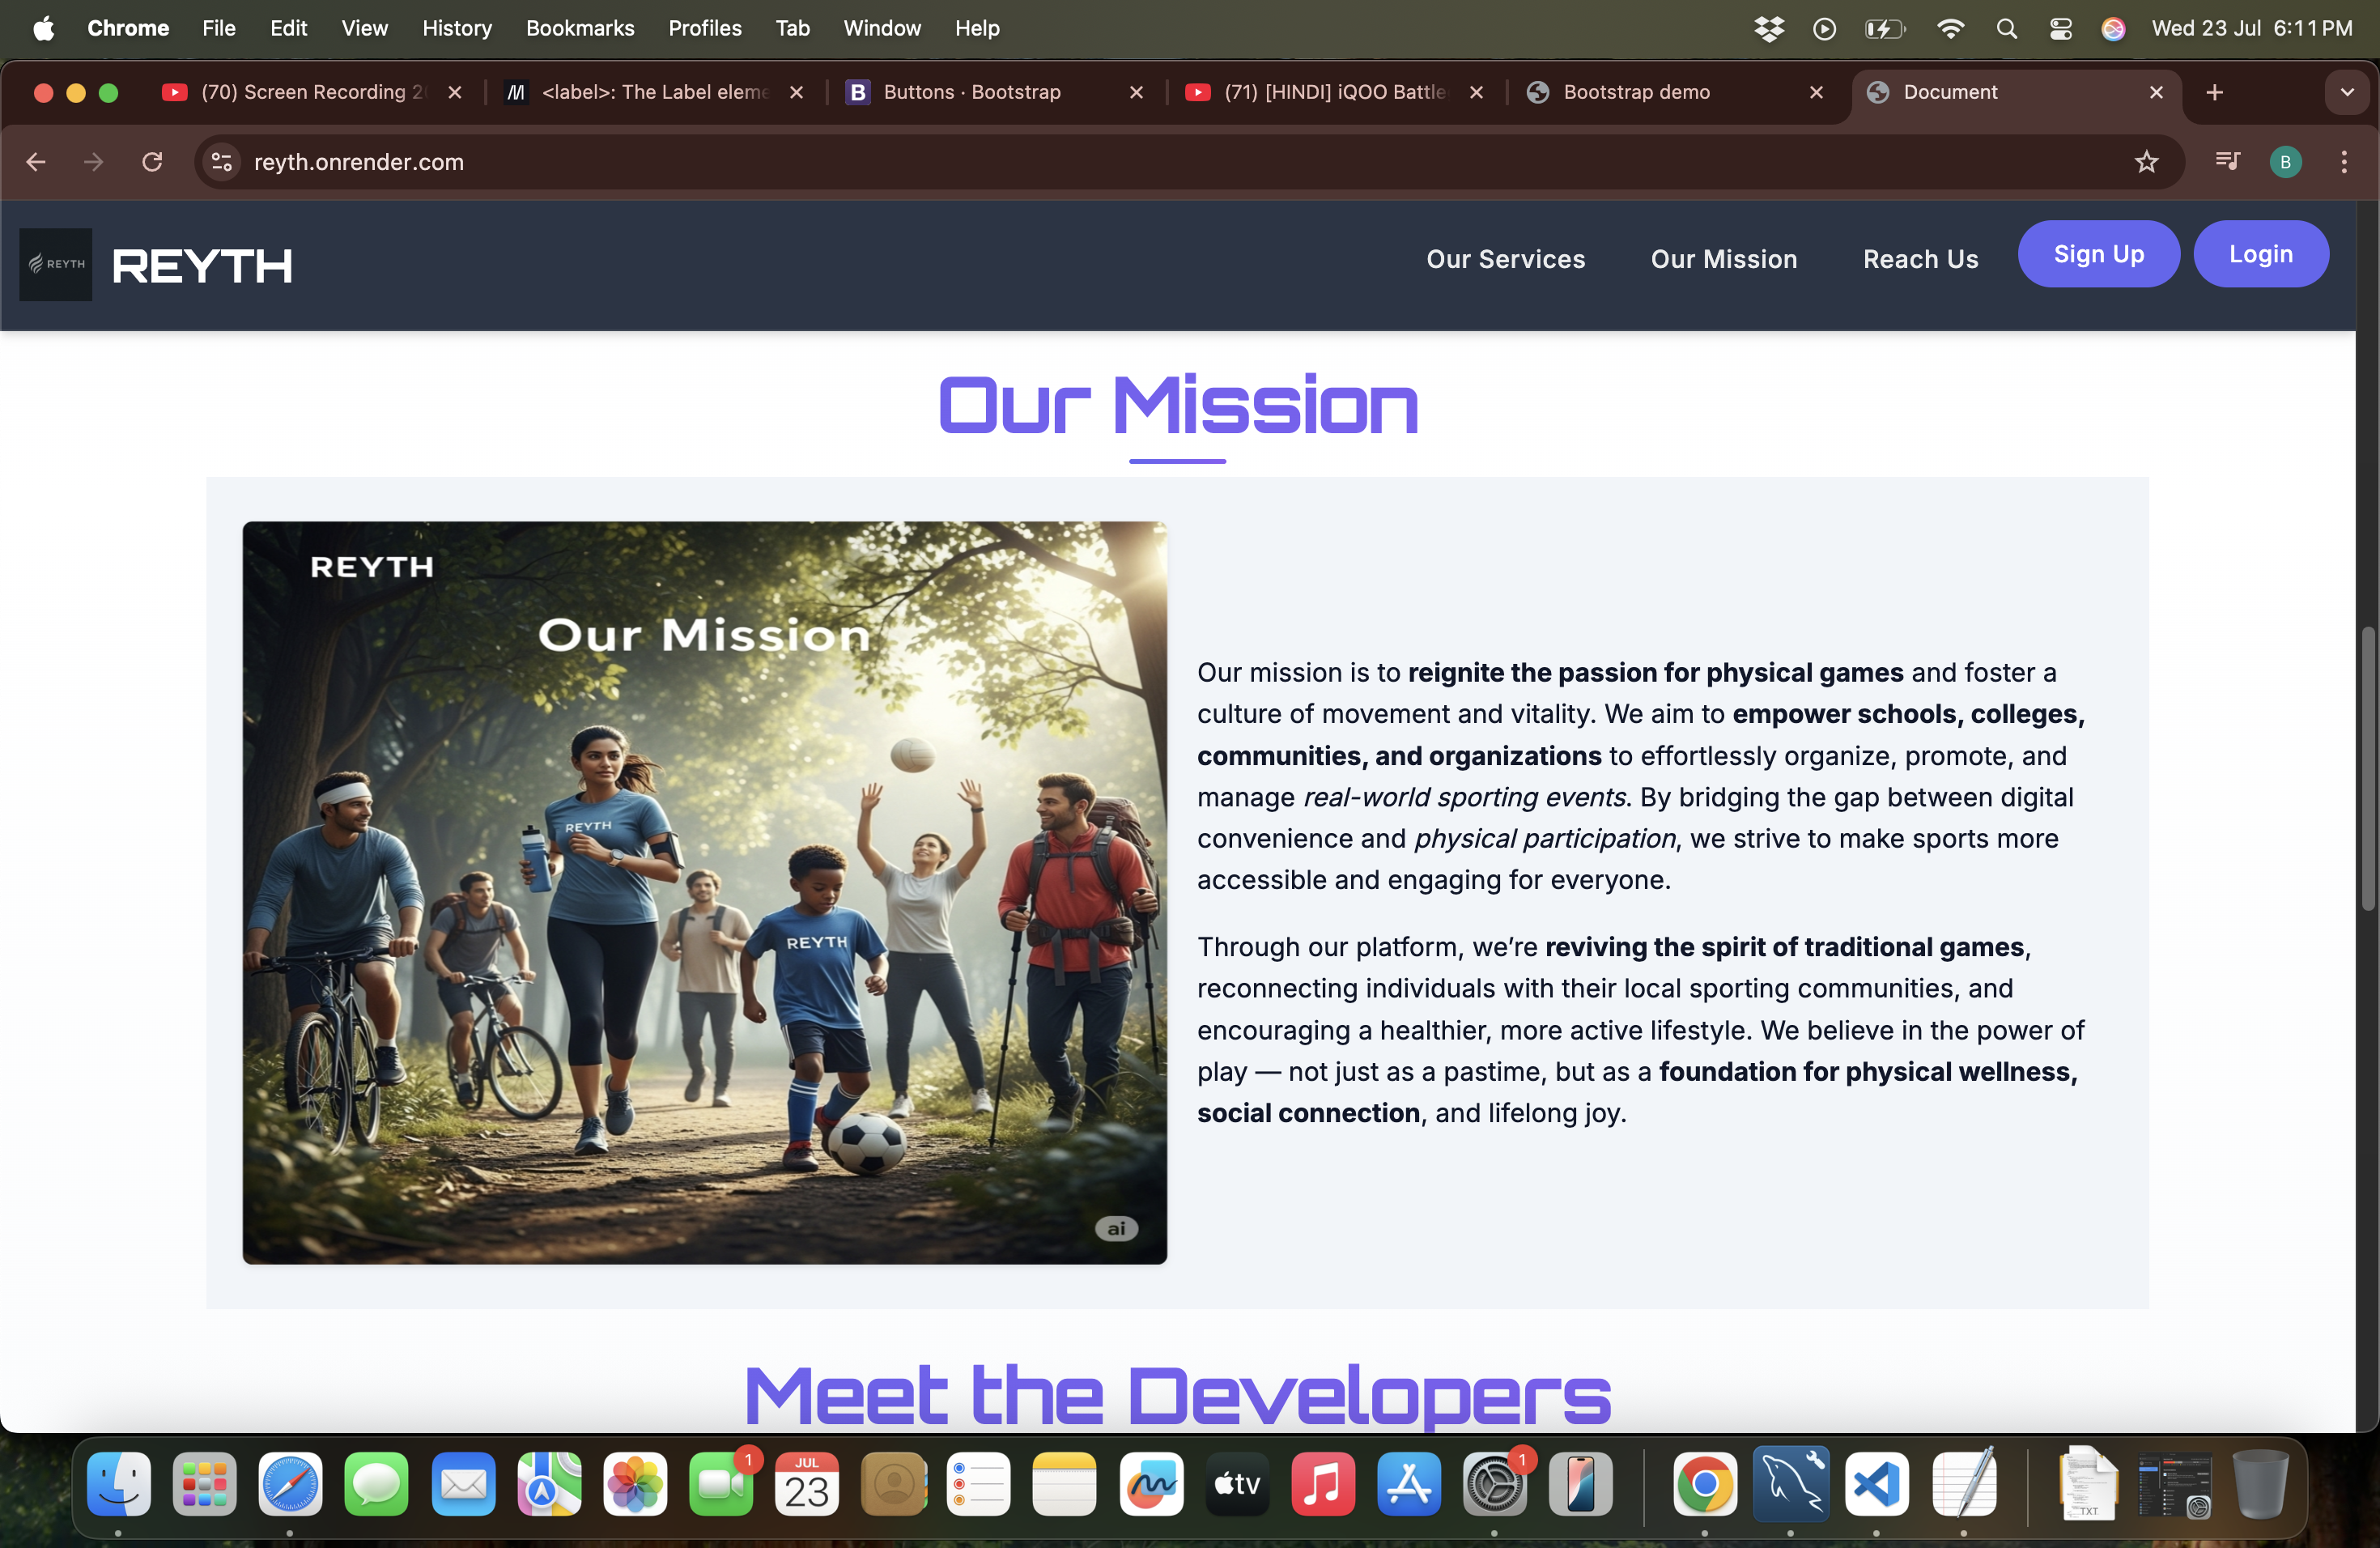 Chrome File Edit View History Bookmarks Profiles Tab Window Help Wed 23 Jul 6:11 PM
(70) Screen Recording 2 <label>: The Label eleme Buttons · Bootstrap (71) [HINDI] iQOO Battle Bootstrap demo Document
reyth.onrender.com B
REYTH REYTH Our Services Our Mission Reach Us Sign Up Login
Our Mission
REYTH
Our Mission
REYTH
REYTH
ai
Our mission is to reignite the passion for physical games and foster a
culture of movement and vitality. We aim to empower schools, colleges,
communities, and organizations to effortlessly organize, promote, and
manage real-world sporting events. By bridging the gap between digital
convenience and physical participation, we strive to make sports more
accessible and engaging for everyone.
Through our platform, we’re reviving the spirit of traditional games,
reconnecting individuals with their local sporting communities, and
encouraging a healthier, more active lifestyle. We believe in the power of
play — not just as a pastime, but as a foundation for physical wellness,
social connection, and lifelong joy.
Meet the Developers
1 JUL 23 tv 1 TXT